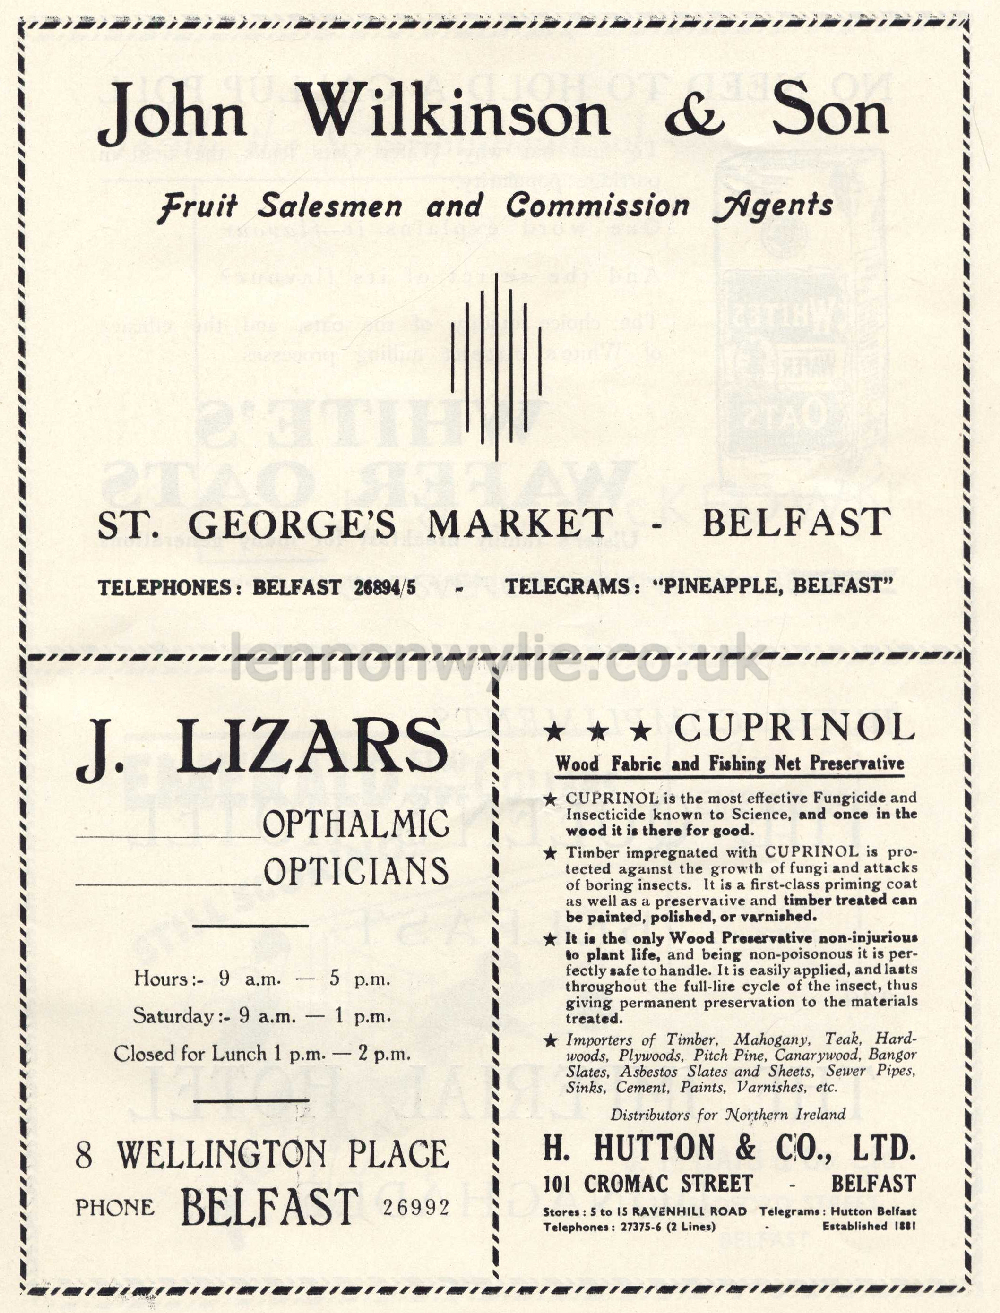 John Wilkinson & Son
Fruit Salesmen and Commission Agents
ST. GEORGE'S MARKET - BELFAST
TELEPHONES: BELFAST 26894/5 - TELEGRAMS: "PINEAPPLE, BELFAST"
lennonwylie.co.uk
J. LIZARS
OPTHALMIC
OPTICIANS
Hours:- 9 a.m. — 5 p.m.
Saturday:- 9 a.m. — 1 p.m.
Closed for Lunch 1 p.m. — 2 p.m.
8 WELLINGTON PLACE
PHONE BELFAST 26992
★ ★ ★ CUPRINOL
Wood Fabric and Fishing Net Preservative
★ CUPRINOL is the most effective Fungicide and
Insecticide known to Science, and once in the
wood it is there for good.
★ Timber impregnated with CUPRINOL is pro-
tected against the growth of fungi and attacks
of boring insects. It is a first-class priming coat
as well as a preservative and timber treated can
be painted, polished, or varnished.
★ It is the only Wood Preservative non-injurious
to plant life, and being non-poisonous it is per-
fectly safe to handle. It is easily applied, and lasts
throughout the full-life cycle of the insect, thus
giving permanent preservation to the materials
treated.
★ Importers of Timber, Mahogany, Teak, Hard-
woods, Plywoods, Pitch Pine, Canarywood, Bangor
Slates, Asbestos Slates and Sheets, Sewer Pipes,
Sinks, Cement, Paints, Varnishes, etc.
Distributors for Northern Ireland
H. HUTTON & CO., LTD.
101 CROMAC STREET - BELFAST
Stores: 5 to 15 RAVENHILL ROAD Telegrams: Hutton Belfast
Telephones: 27375-6 (2 Lines) - Established 1881